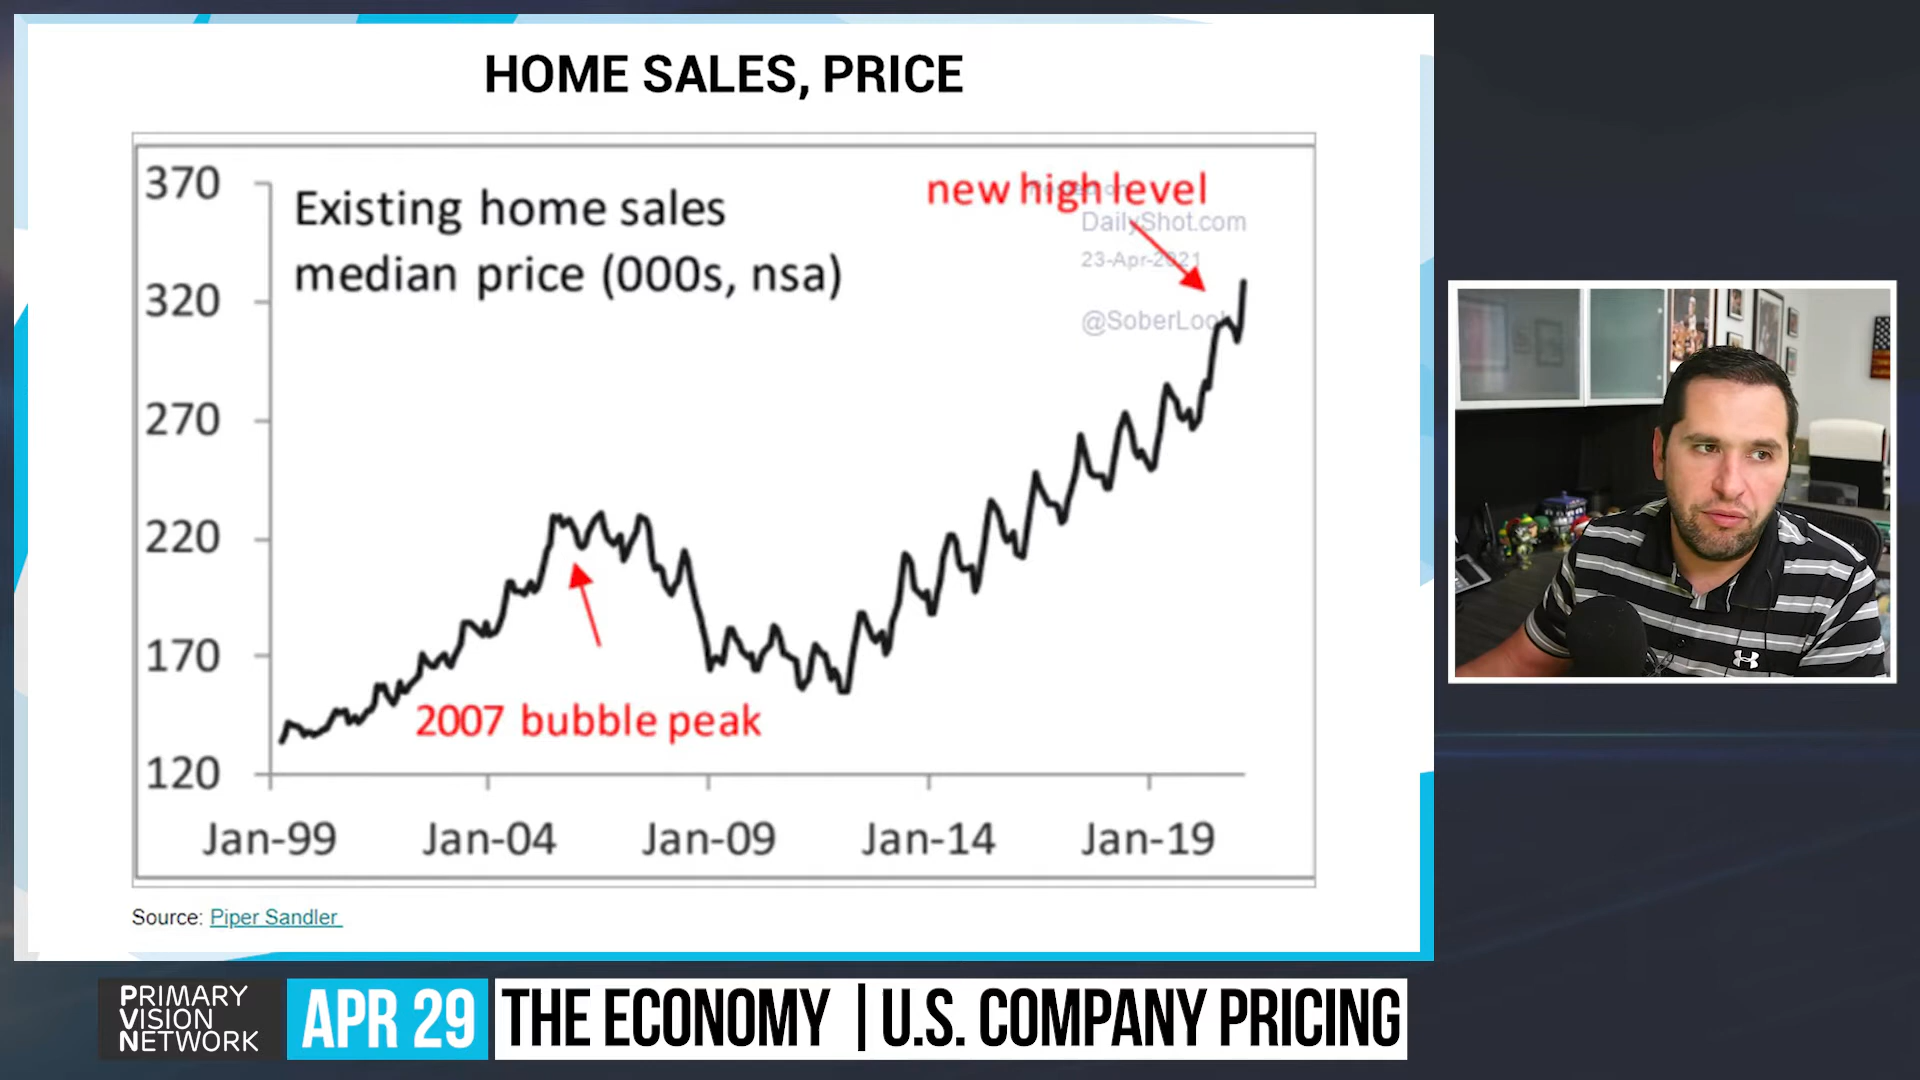 HOME SALES, PRICE
370
320
270
220
170
120
Existing home sales
median price (000s, nsa)
new high level
DailyShot.com
23-Apr-2021
2007 bubble peak
Jan-99 Jan-04 Jan-09 Jan-14 Jan-19
Source: Piper Sandler
PRIMARY
VISION
NETWORK
APR 29
THE ECONOMY | U.S. COMPANY PRICING